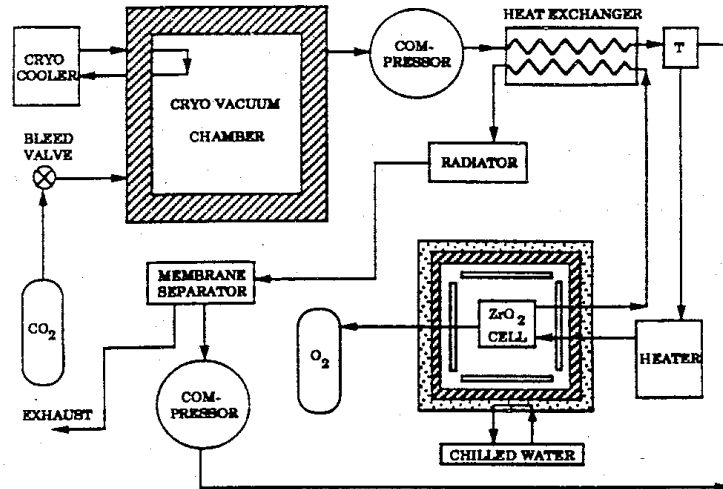 HEAT EXCHANGER
CRYO
COOLER
COM-
PRESSOR
T
CRYO VACUUM
CHAMBER
BLEED
VALVE
RADIATOR
MEMBRANE
SEPARATOR
CO2
O2
ZrO2
CELL
HEATER
COM-
PRESSOR
EXHAUST
CHILLED WATER